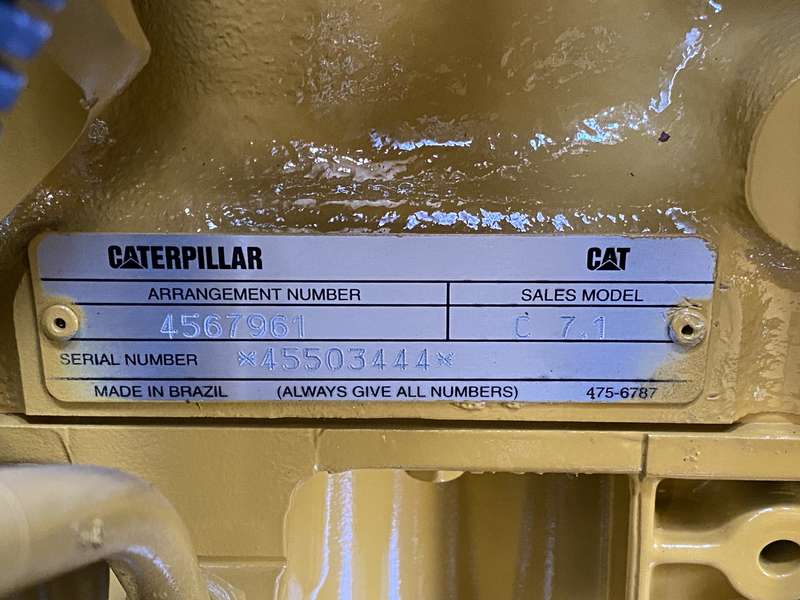 CATERPILLAR CAT
ARRANGEMENT NUMBER SALES MODEL
4567961 C 7.1
SERIAL NUMBER *45503444*
MADE IN BRAZIL (ALWAYS GIVE ALL NUMBERS) 475-6787